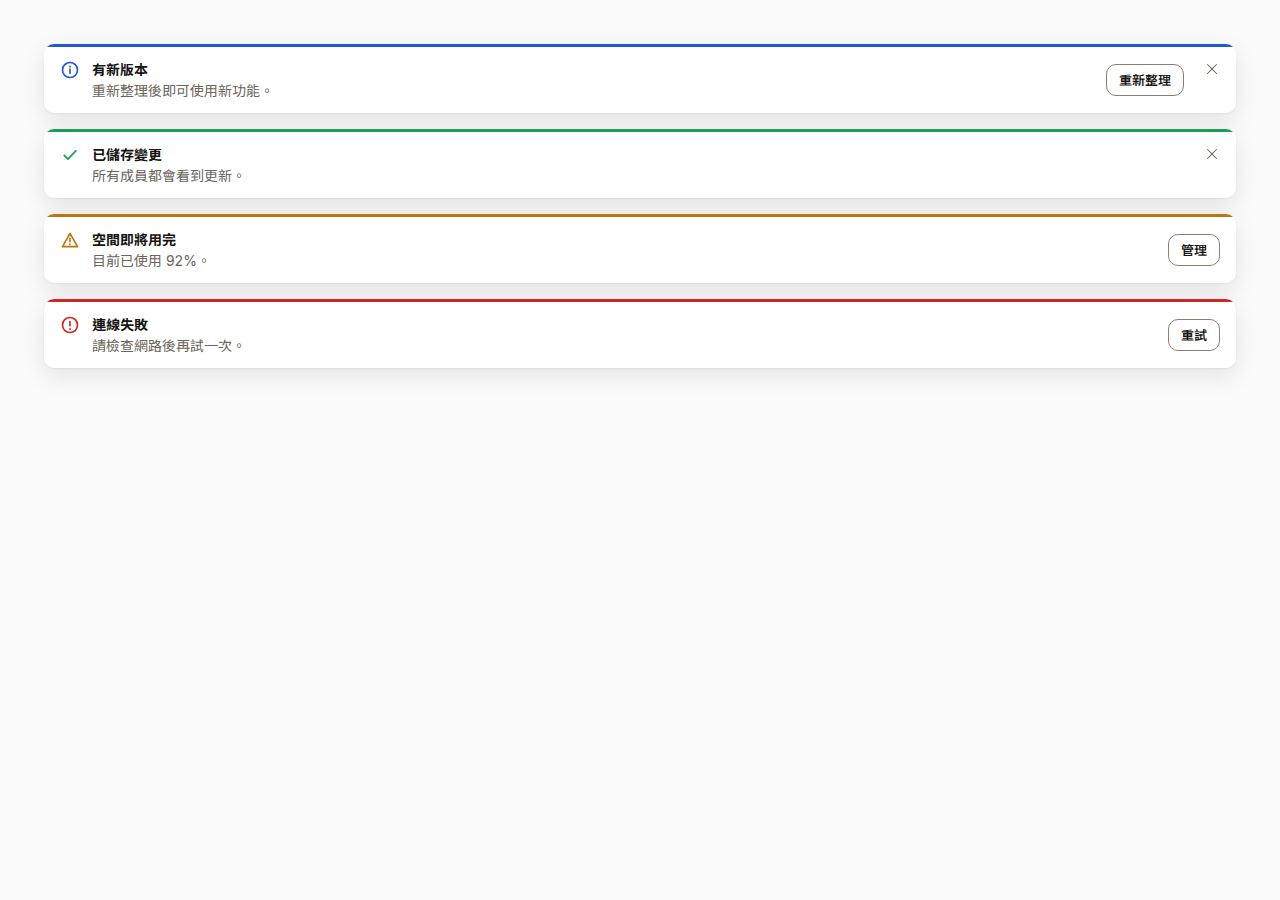 有新版本
重新整理後即可使用新功能。
重新整理
已儲存變更
所有成員都會看到更新。
空間即將用完
目前已使用 92%。
管理
連線失敗
請檢查網路後再試一次。
重試